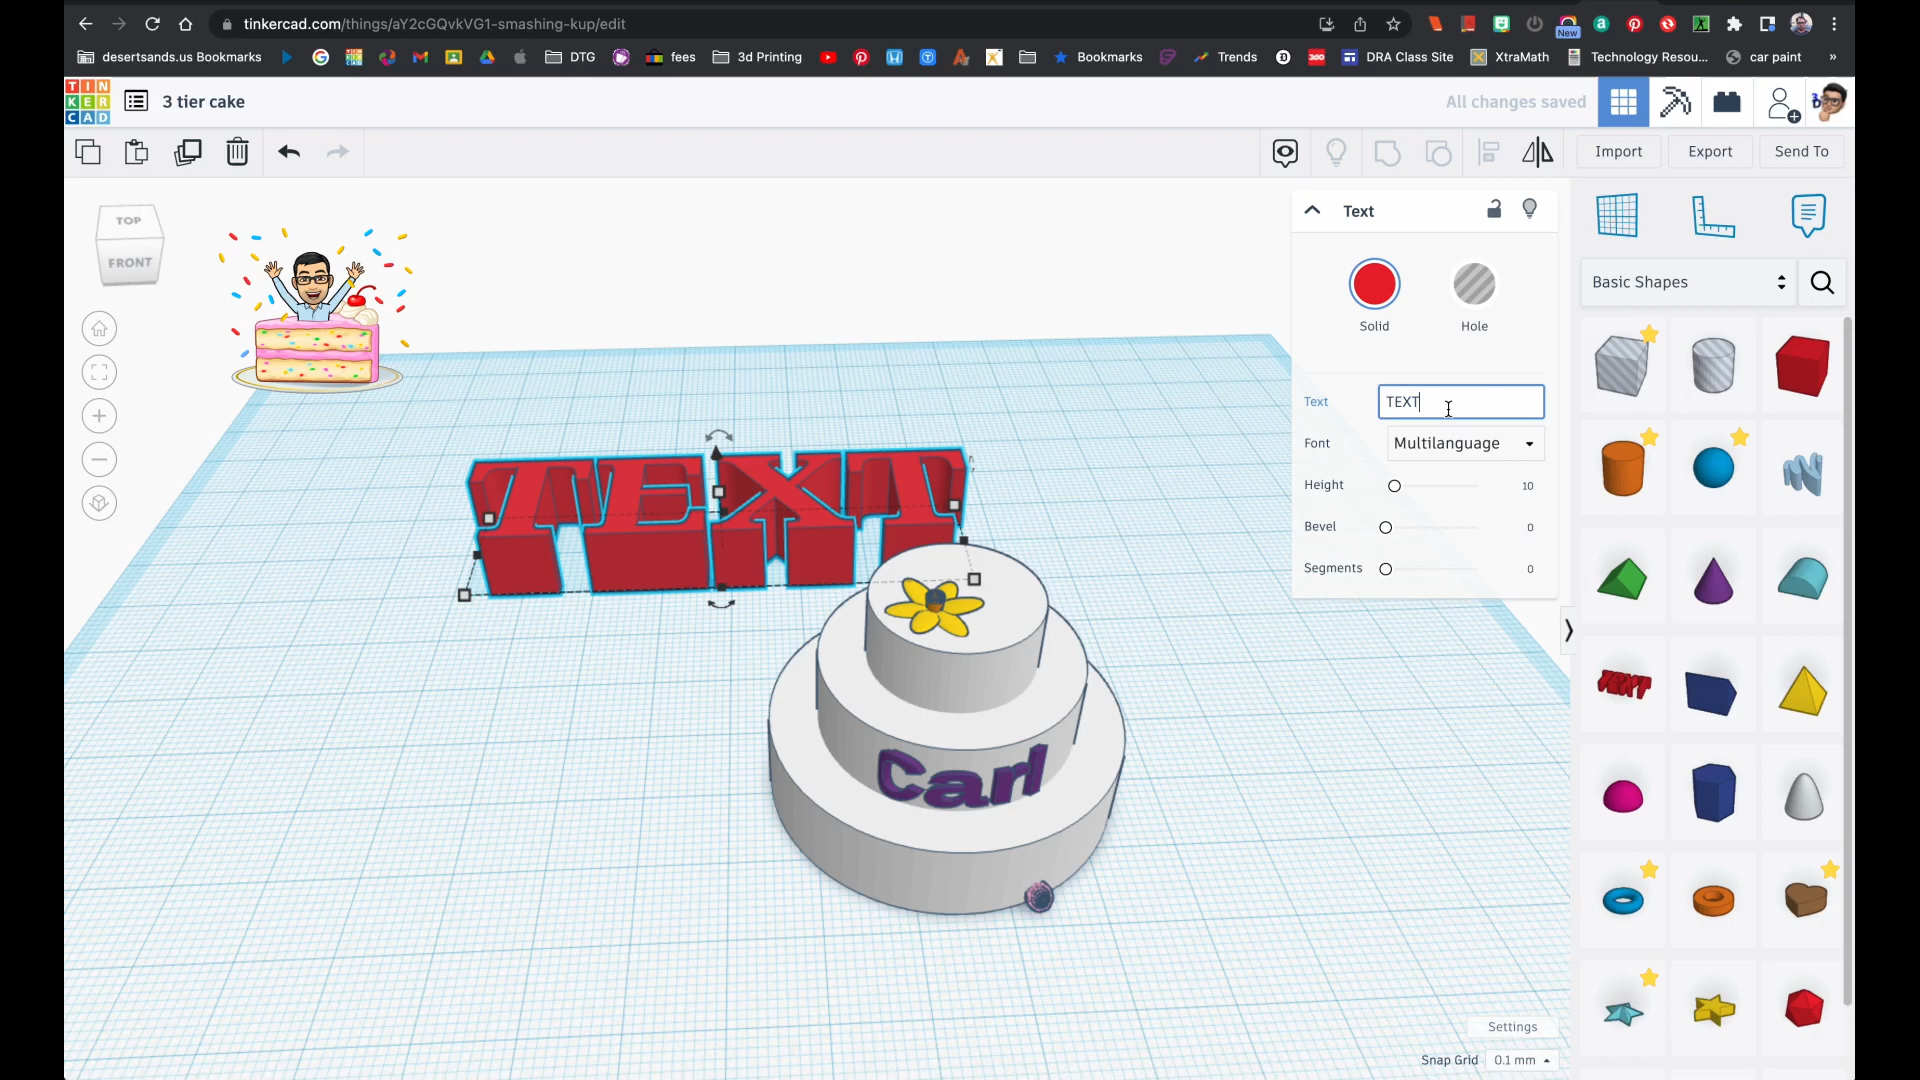 tinkercad.com/things/aY2cGQvkVG1-smashing-kup/edit
New
desertsands.us Bookmarks
DTG
fees
3d Printing
Bookmarks
Trends
DRA Class Site
XtraMath
Technology Resou...
car paint
»
TIN
KER
CAD
3 tier cake
All changes saved
Import
Export
Send To
TOP
FRONT
Text
Solid
Hole
Text
TEXT
Font
Multilanguage
Height
10
Bevel
0
Segments
0
Basic Shapes
TEXT
TEXT
Carl
Settings
Snap Grid
0.1 mm